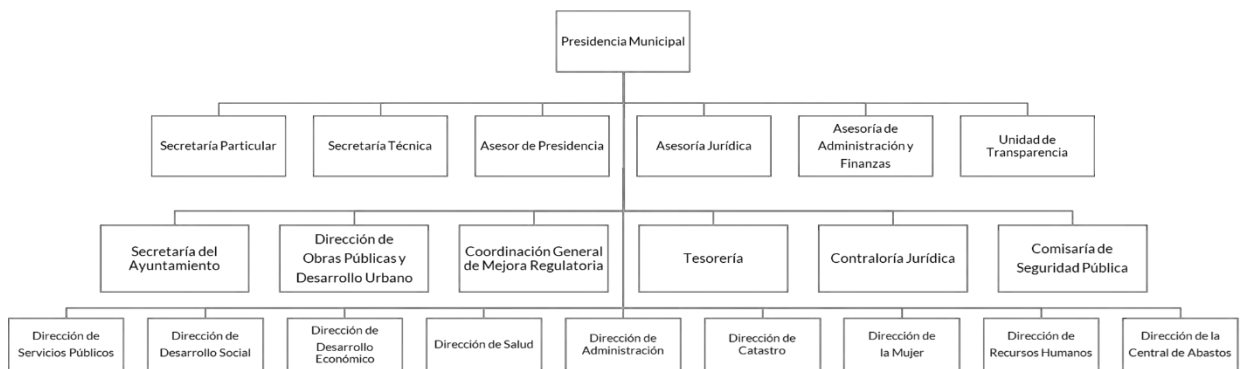 Presidencia Municipal
Secretaría Particular
Secretaría Técnica
Asesor de Presidencia
Asesoría Jurídica
Asesoría de
Administración y
Finanzas
Unidad de
Transparencia
Secretaría del
Ayuntamiento
Dirección de
Obras Públicas y
Desarrollo Urbano
Coordinación General
de Mejora Regulatoria
Tesorería
Contraloría Jurídica
Comisaría de
Seguridad Pública
Dirección de
Servicios Públicos
Dirección de
Desarrollo Social
Dirección de
Desarrollo
Económico
Dirección de Salud
Dirección de
Administración
Dirección de
Catastro
Dirección de
la Mujer
Dirección de
Recursos Humanos
Dirección de la
Central de Abastos